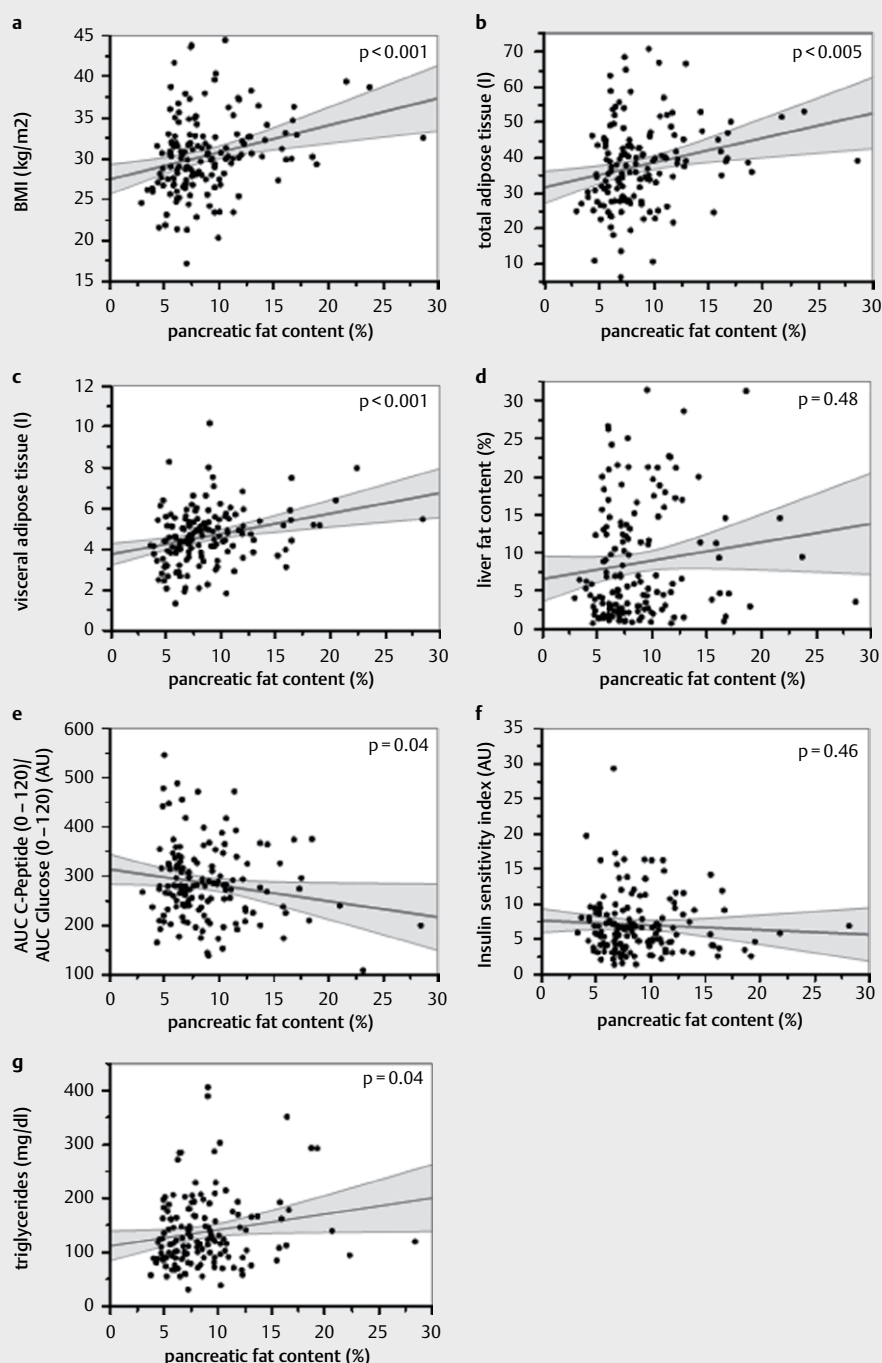 a
p < 0.001
BMI (kg/m2)
45
40
35
30
25
20
15
0 5 10 15 20 25 30
pancreatic fat content (%)
b
p < 0.005
total adipose tissue (l)
70
60
50
40
30
20
10
0 5 10 15 20 25 30
pancreatic fat content (%)
c
p < 0.001
visceral adipose tissue (l)
12
10
8
6
4
2
0
0 5 10 15 20 25 30
pancreatic fat content (%)
d
p = 0.48
liver fat content (%)
30
25
20
15
10
5
0
0 5 10 15 20 25 30
pancreatic fat content (%)
e
p = 0.04
AUC C-Peptide (0 – 120)/
AUC Glucose (0 – 120) (AU)
600
500
400
300
200
100
0 5 10 15 20 25 30
pancreatic fat content (%)
f
p = 0.46
Insulin sensitivity index (AU)
35
30
25
20
15
10
5
0
0 5 10 15 20 25 30
pancreatic fat content (%)
g
p = 0.04
triglycerides (mg/dl)
400
300
200
100
0
0 5 10 15 20 25 30
pancreatic fat content (%)